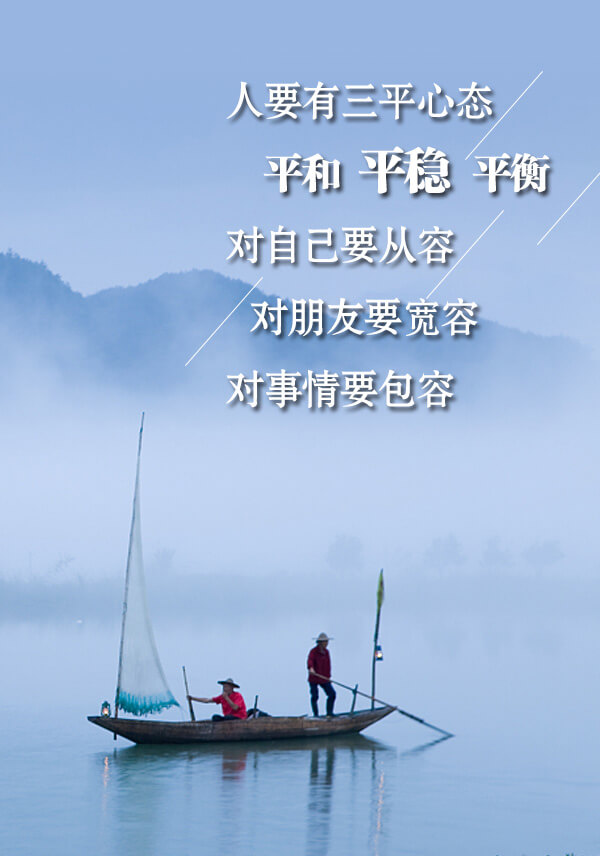 人要有三平心态
平和 平稳 平衡
对自己要从容
对朋友要宽容
对事情要包容